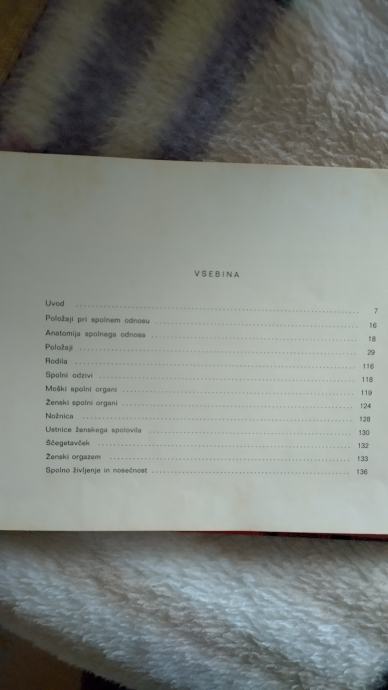 VSEBINA
Uvod 7
Položaji pri spolnem odnosu 16
Anatomija spolnega odnosa 18
Položaji 29
Rodila 116
Spolni odzivi 118
Moški spolni organi 119
Ženski spolni organi 124
Nožnica 128
Ustnice ženskega spolovila 130
Ščegetavček 132
Ženski orgazem 133
Spolno življenje in nosečnost 136